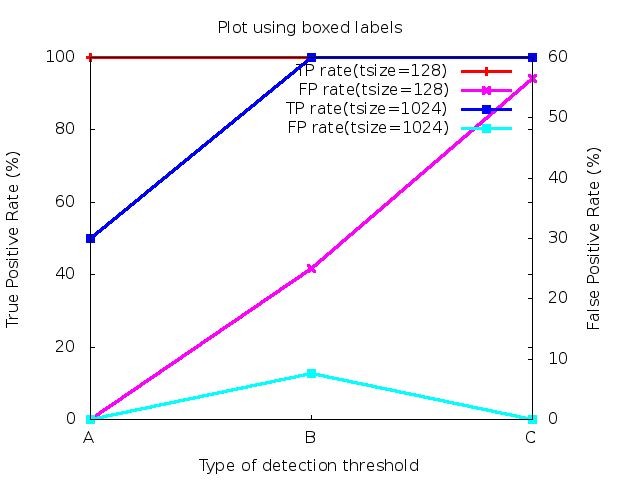 Plot using boxed labels
100
80
60
40
20
0
60
50
40
30
20
10
0
TP rate(tsize=128)
FP rate(tsize=128)
TP rate(tsize=1024)
FP rate(tsize=1024)
True Positive Rate (%)
False Positive Rate (%)
A
B
C
Type of detection threshold